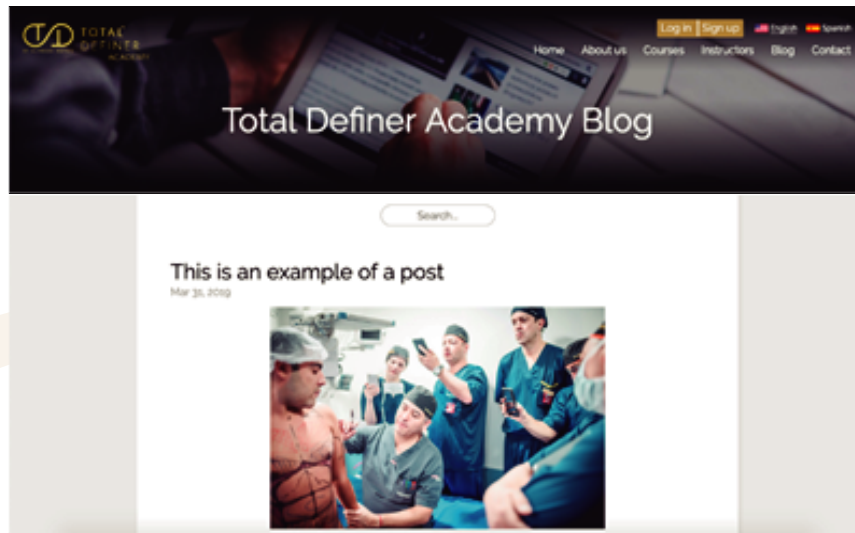 TOTAL
DEFINER
ACADEMY
Log in Sign up English Spanish
Home About us Courses Instructors Blog Contact
Total Definer Academy Blog
Search...
This is an example of a post
Mar 31, 2019